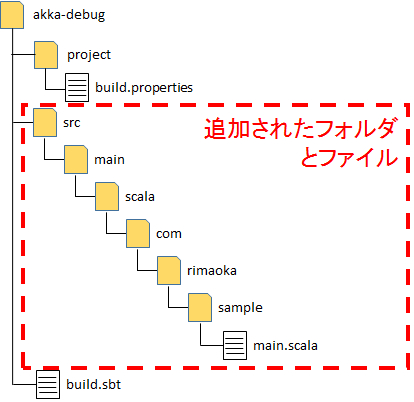 akka-debug
project
build.properties
src
追加されたフォルダ
とファイル
main
scala
com
rimaoka
sample
main.scala
build.sbt